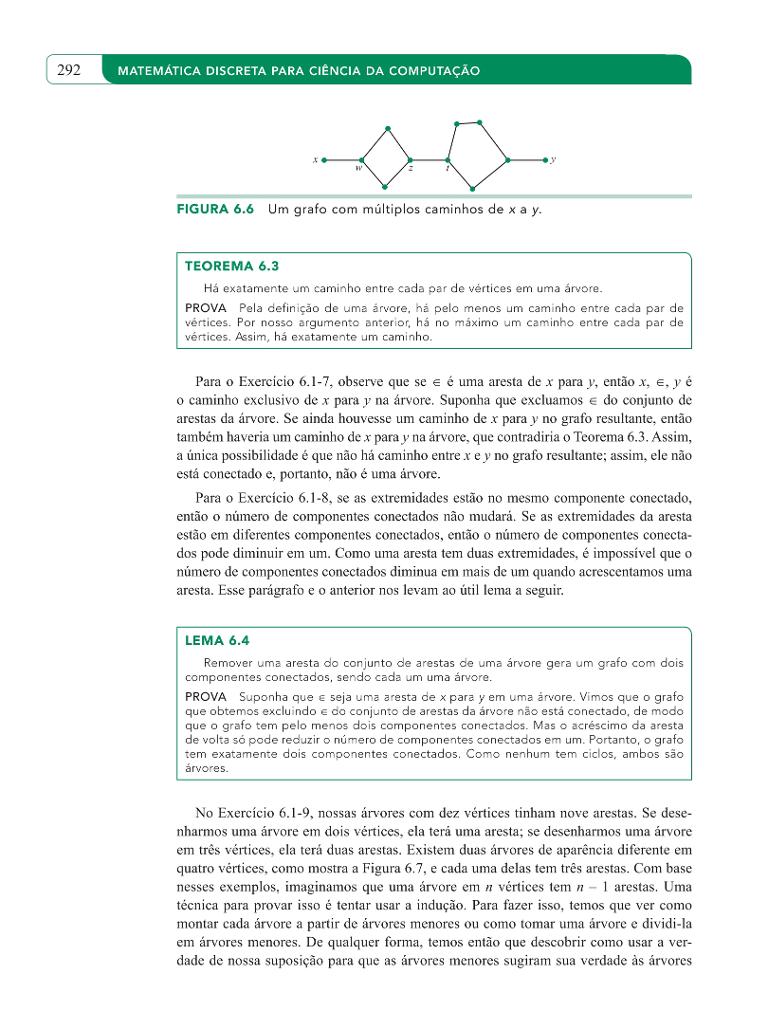 292
MATEMÁTICA DISCRETA PARA CIÊNCIA DA COMPUTAÇÃO
x
w
z
t
y
FIGURA 6.6 Um grafo com múltiplos caminhos de x a y.
TEOREMA 6.3
Há exatamente um caminho entre cada par de vértices em uma árvore.
PROVA Pela definição de uma árvore, há pelo menos um caminho entre cada par de
vértices. Por nosso argumento anterior, há no máximo um caminho entre cada par de
vértices. Assim, há exatamente um caminho.
Para o Exercício 6.1-7, observe que se ∈ é uma aresta de x para y, então x, ∈, y é
o caminho exclusivo de x para y na árvore. Suponha que excluamos ∈ do conjunto de
arestas da árvore. Se ainda houvesse um caminho de x para y no grafo resultante, então
também haveria um caminho de x para y na árvore, que contradiria o Teorema 6.3. Assim,
a única possibilidade é que não há caminho entre x e y no grafo resultante; assim, ele não
está conectado e, portanto, não é uma árvore.
Para o Exercício 6.1-8, se as extremidades estão no mesmo componente conectado,
então o número de componentes conectados não mudará. Se as extremidades da aresta
estão em diferentes componentes conectados, então o número de componentes conecta-
dos pode diminuir em um. Como uma aresta tem duas extremidades, é impossível que o
número de componentes conectados diminua em mais de um quando acrescentamos uma
aresta. Esse parágrafo e o anterior nos levam ao útil lema a seguir.
LEMA 6.4
Remover uma aresta do conjunto de arestas de uma árvore gera um grafo com dois
componentes conectados, sendo cada um uma árvore.
PROVA Suponha que ∈ seja uma aresta de x para y em uma árvore. Vimos que o grafo
que obtemos excluindo ∈ do conjunto de arestas da árvore não está conectado, de modo
que o grafo tem pelo menos dois componentes conectados. Mas o acréscimo da aresta
de volta só pode reduzir o número de componentes conectados em um. Portanto, o grafo
tem exatamente dois componentes conectados. Como nenhum tem ciclos, ambos são
árvores.
No Exercício 6.1-9, nossas árvores com dez vértices tinham nove arestas. Se dese-
nharmos uma árvore em dois vértices, ela terá uma aresta; se desenharmos uma árvore
em três vértices, ela terá duas arestas. Existem duas árvores de aparência diferente em
quatro vértices, como mostra a Figura 6.7, e cada uma delas tem três arestas. Com base
nesses exemplos, imaginamos que uma árvore em n vértices tem n – 1 arestas. Uma
técnica para provar isso é tentar usar a indução. Para fazer isso, temos que ver como
montar cada árvore a partir de árvores menores ou como tomar uma árvore e dividi-la
em árvores menores. De qualquer forma, temos então que descobrir como usar a ver-
dade de nossa suposição para que as árvores menores sugiram sua verdade às árvores